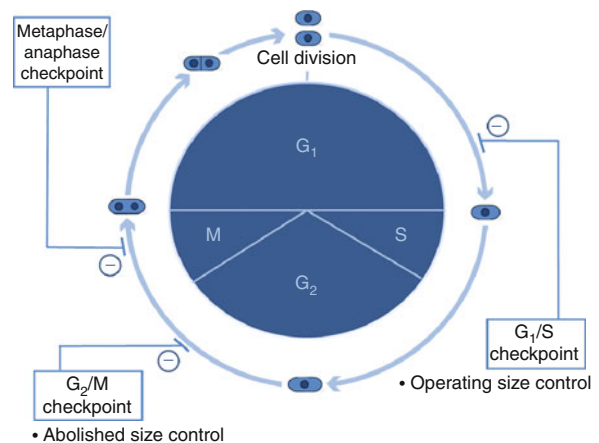 Metaphase/
anaphase
checkpoint
Cell division
G₁
M
S
G₂
G₁/S
checkpoint
• Operating size control
G₂/M
checkpoint
• Abolished size control